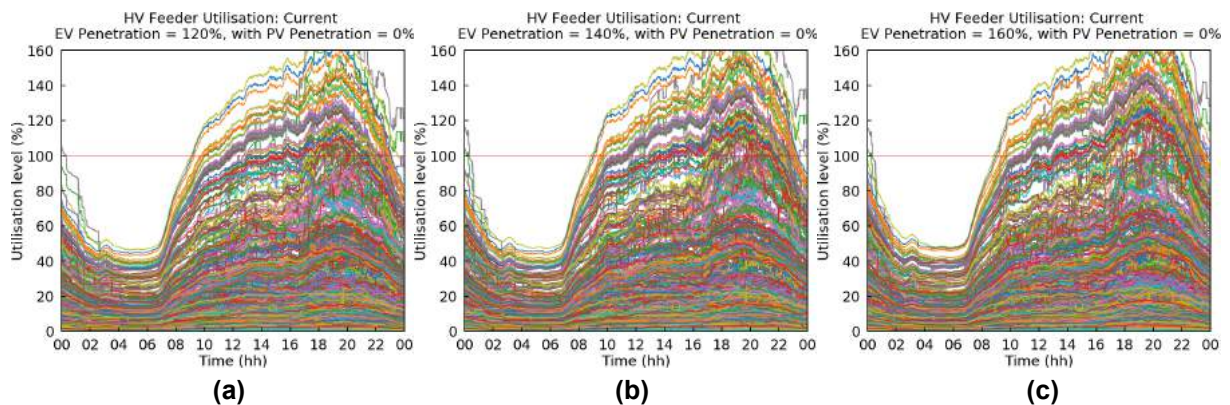 HV Feeder Utilisation: Current
EV Penetration = 120%, with PV Penetration = 0%
160
140
120
100
80
60
40
20
0
Utilisation level (%)
00 02 04 06 08 10 12 14 16 18 20 22 00
Time (hh)
(a)
HV Feeder Utilisation: Current
EV Penetration = 140%, with PV Penetration = 0%
160
140
120
100
80
60
40
20
0
Utilisation level (%)
00 02 04 06 08 10 12 14 16 18 20 22 00
Time (hh)
(b)
HV Feeder Utilisation: Current
EV Penetration = 160%, with PV Penetration = 0%
160
140
120
100
80
60
40
20
0
Utilisation level (%)
00 02 04 06 08 10 12 14 16 18 20 22 00
Time (hh)
(c)